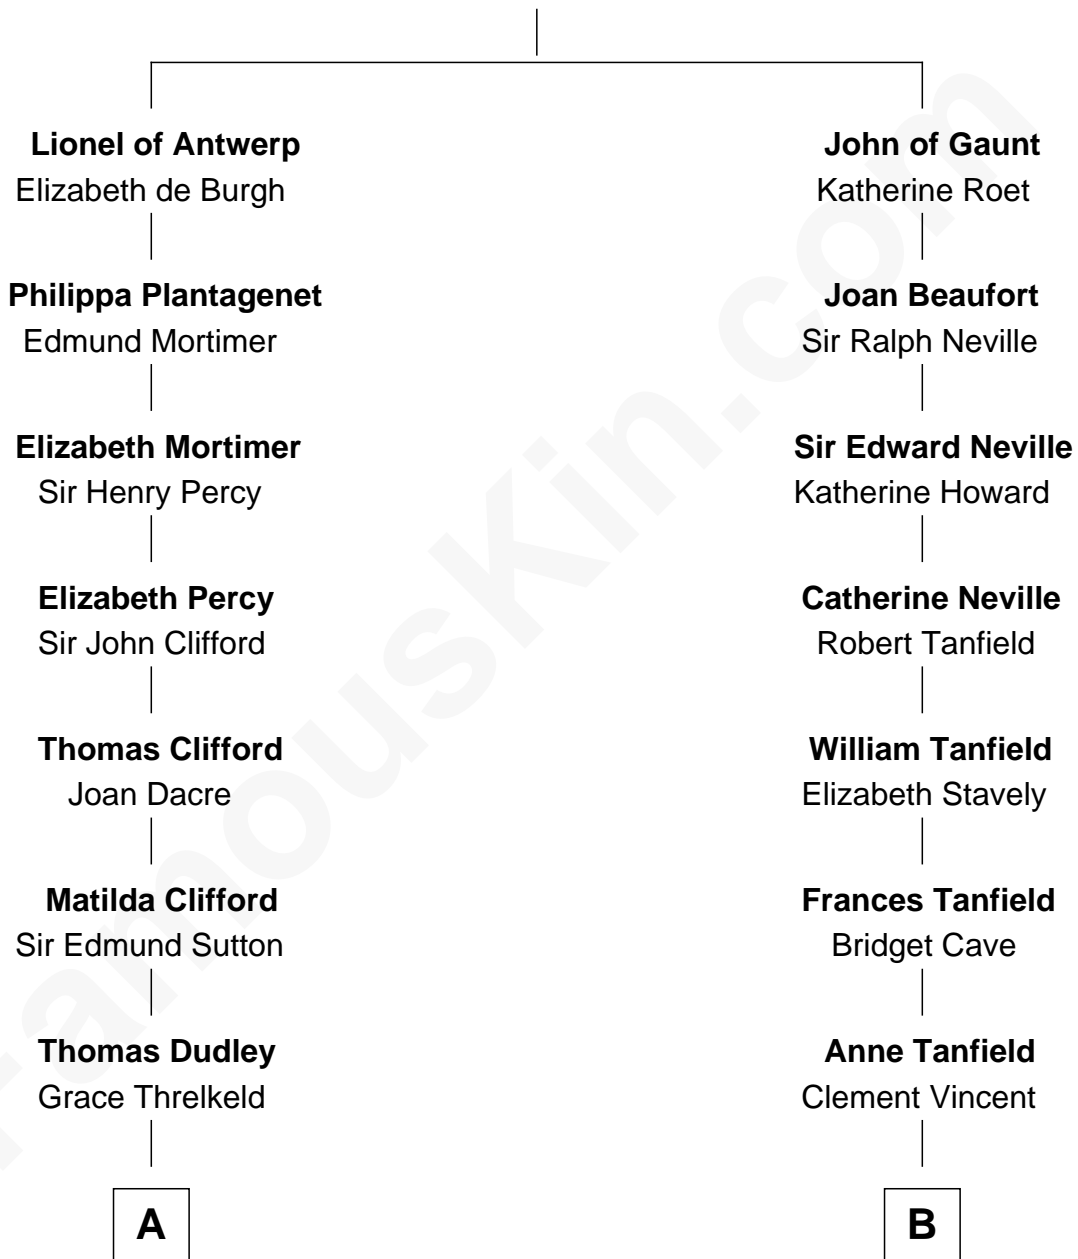 Lionel of Antwerp
Elizabeth de Burgh
Philippa Plantagenet
Edmund Mortimer
Elizabeth Mortimer
Sir Henry Percy
Elizabeth Percy
Sir John Clifford
Thomas Clifford
Joan Dacre
Matilda Clifford
Sir Edmund Sutton
Thomas Dudley
Grace Threlkeld
A
John of Gaunt
Katherine Roet
Joan Beaufort
Sir Ralph Neville
Sir Edward Neville
Katherine Howard
Catherine Neville
Robert Tanfield
William Tanfield
Elizabeth Stavely
Frances Tanfield
Bridget Cave
Anne Tanfield
Clement Vincent
B
FamousKin.com